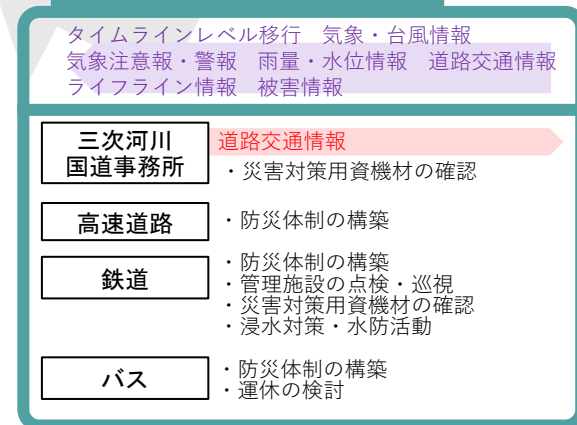 タイムラインレベル移行　気象・台風情報
気象注意報・警報　雨量・水位情報　道路交通情報
ライフライン情報　被害情報
三次河川
国道事務所
道路交通情報
・災害対策用資機材の確認
高速道路
・防災体制の構築
鉄道
・防災体制の構築
・管理施設の点検・巡視
・災害対策用資機材の確認
・浸水対策・水防活動
バス
・防災体制の構築
・運休の検討